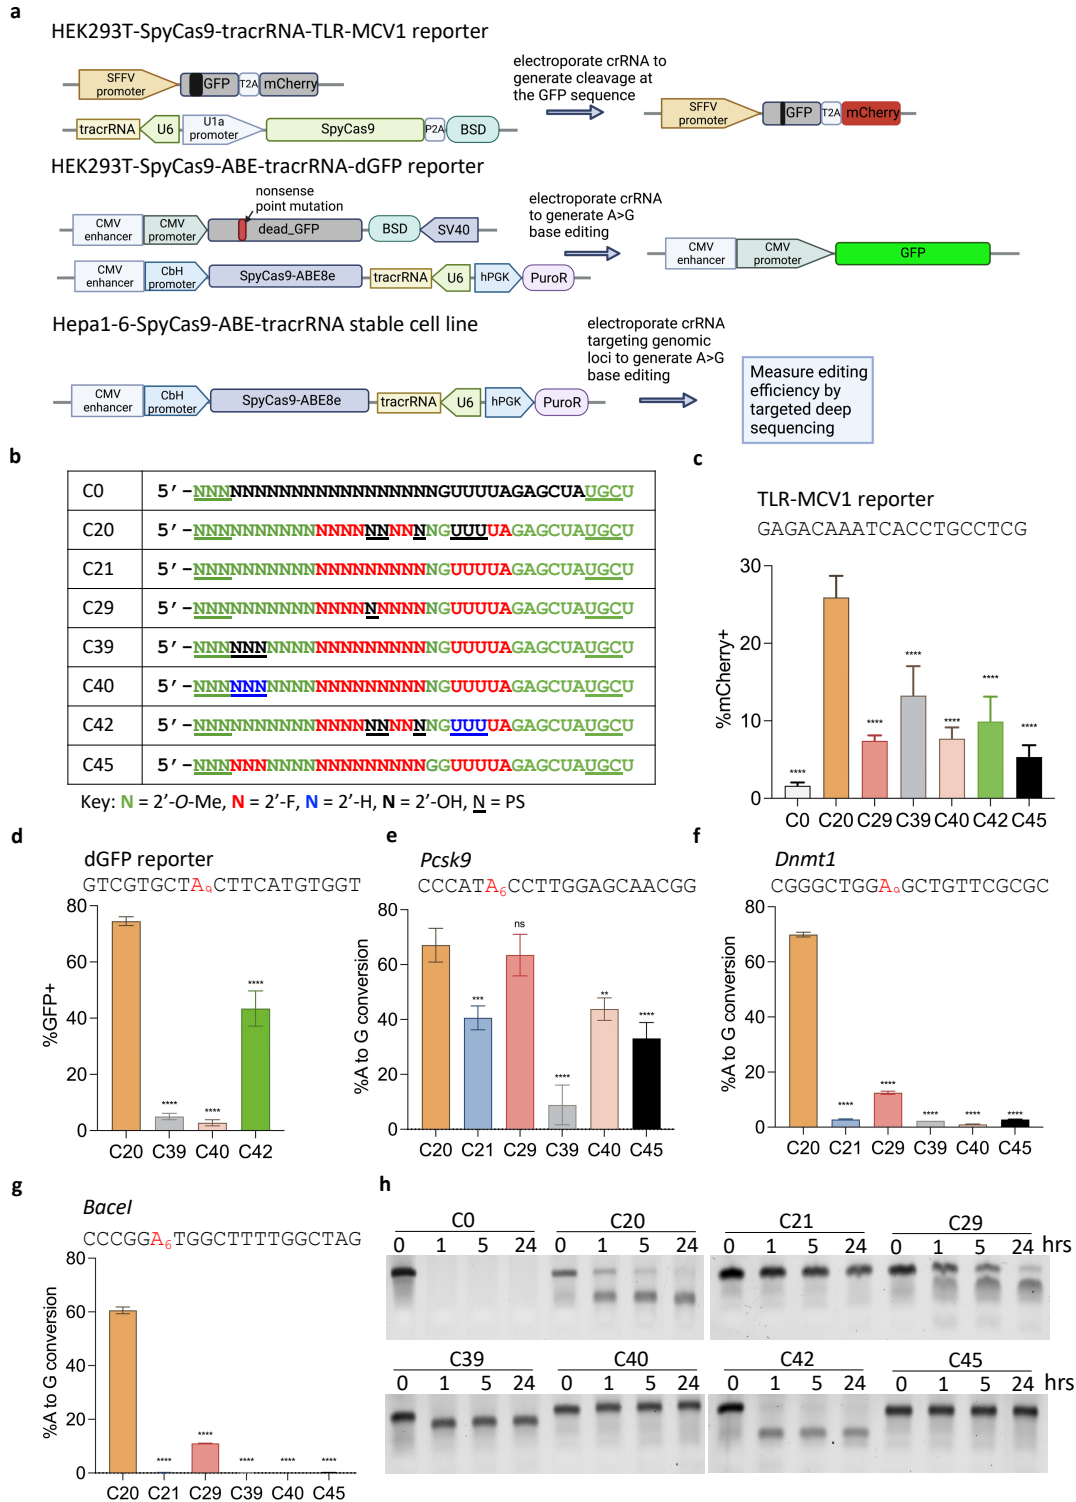 a
HEK293T-SpyCas9-tracrRNA-TLR-MCV1 reporter
SFFV promoter
GFP
T2A
mCherry
electroporate crRNA to
generate cleavage at
the GFP sequence
SFFV promoter
GFP
T2A
mCherry
tracrRNA
U6
U1a promoter
SpyCas9
P2A
BSD
HEK293T-SpyCas9-ABE-tracrRNA-dGFP reporter
nonsense
point mutation
CMV enhancer
CMV promoter
dead_GFP
BSD
SV40
electroporate crRNA
to generate A>G
base editing
CMV enhancer
CMV promoter
GFP
CMV enhancer
CbH promoter
SpyCas9-ABE8e
tracrRNA
U6
hPGK
PuroR
Hepa1-6-SpyCas9-ABE-tracrRNA stable cell line
electroporate crRNA
targeting genomic
loci to generate A>G
base editing
CMV enhancer
CbH promoter
SpyCas9-ABE8e
tracrRNA
U6
hPGK
PuroR
Measure editing
efficiency by
targeted deep
sequencing
b
C0 5'-NNNNNNNNNNNNNNNNNNNNGUUUUAGAGCUAUGCU
C20 5'-NNNNNNNNNNNNNNNNNNNNGUUUUAGAGCUAUGCU
C21 5'-NNNNNNNNNNNNNNNNNNNNGUUUUAGAGCUAUGCU
C29 5'-NNNNNNNNNNNNNNNNNNNNGUUUUAGAGCUAUGCU
C39 5'-NNNNNNNNNNNNNNNNNNNNGUUUUAGAGCUAUGCU
C40 5'-NNNNNNNNNNNNNNNNNNNNGUUUUAGAGCUAUGCU
C42 5'-NNNNNNNNNNNNNNNNNNNNGUUUUAGAGCUAUGCU
C45 5'-NNNNNNNNNNNNNNNNNNNGGUUUUAGAGCUAUGCU
Key: N = 2'-O-Me, N = 2'-F, N = 2'-H, N = 2'-OH, N = PS
c
TLR-MCV1 reporter
GAGACAAATCACCTGCCTCG
%mCherry+
30
20
10
0
****
****
****
****
****
****
C0 C20 C29 C39 C40 C42 C45
d
dGFP reporter
GTCGTGCTA9CTTCATGTGGT
%GFP+
80
60
40
20
0
****
****
****
C20 C39 C40 C42
e
Pcsk9
CCCATA6CCTTGGAGCAACGG
%A to G conversion
80
60
40
20
0
***
ns
****
**
****
C20 C21 C29 C39 C40 C45
f
Dnmt1
CGGGCTGGA9GCTGTTCGCGC
%A to G conversion
80
60
40
20
0
****
****
****
****
****
C20 C21 C29 C39 C40 C45
g
BaceI
CCCGGA6TGGCTTTTGGCTAG
%A to G conversion
80
60
40
20
0
****
****
****
****
****
C20 C21 C29 C39 C40 C45
h
C0 C20 C21 C29
0 1 5 24 0 1 5 24 0 1 5 24 0 1 5 24 hrs
C39 C40 C42 C45
0 1 5 24 0 1 5 24 0 1 5 24 0 1 5 24 hrs